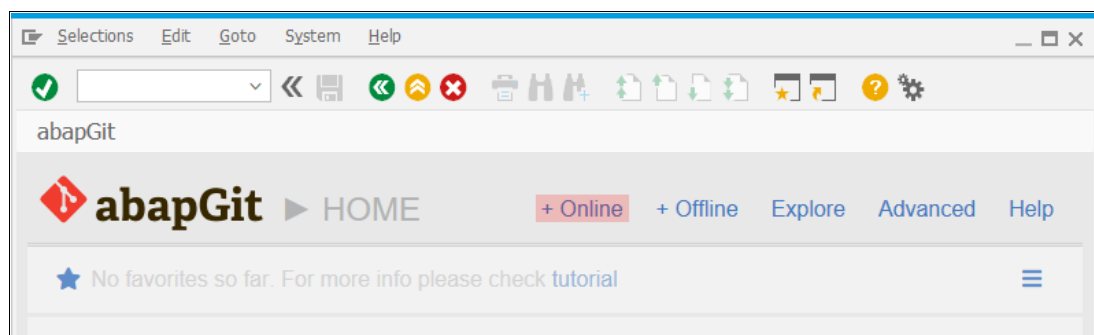 Selections Edit Goto System Help
abapGit
abapGit ► HOME + Online + Offline Explore Advanced Help
No favorites so far. For more info please check tutorial